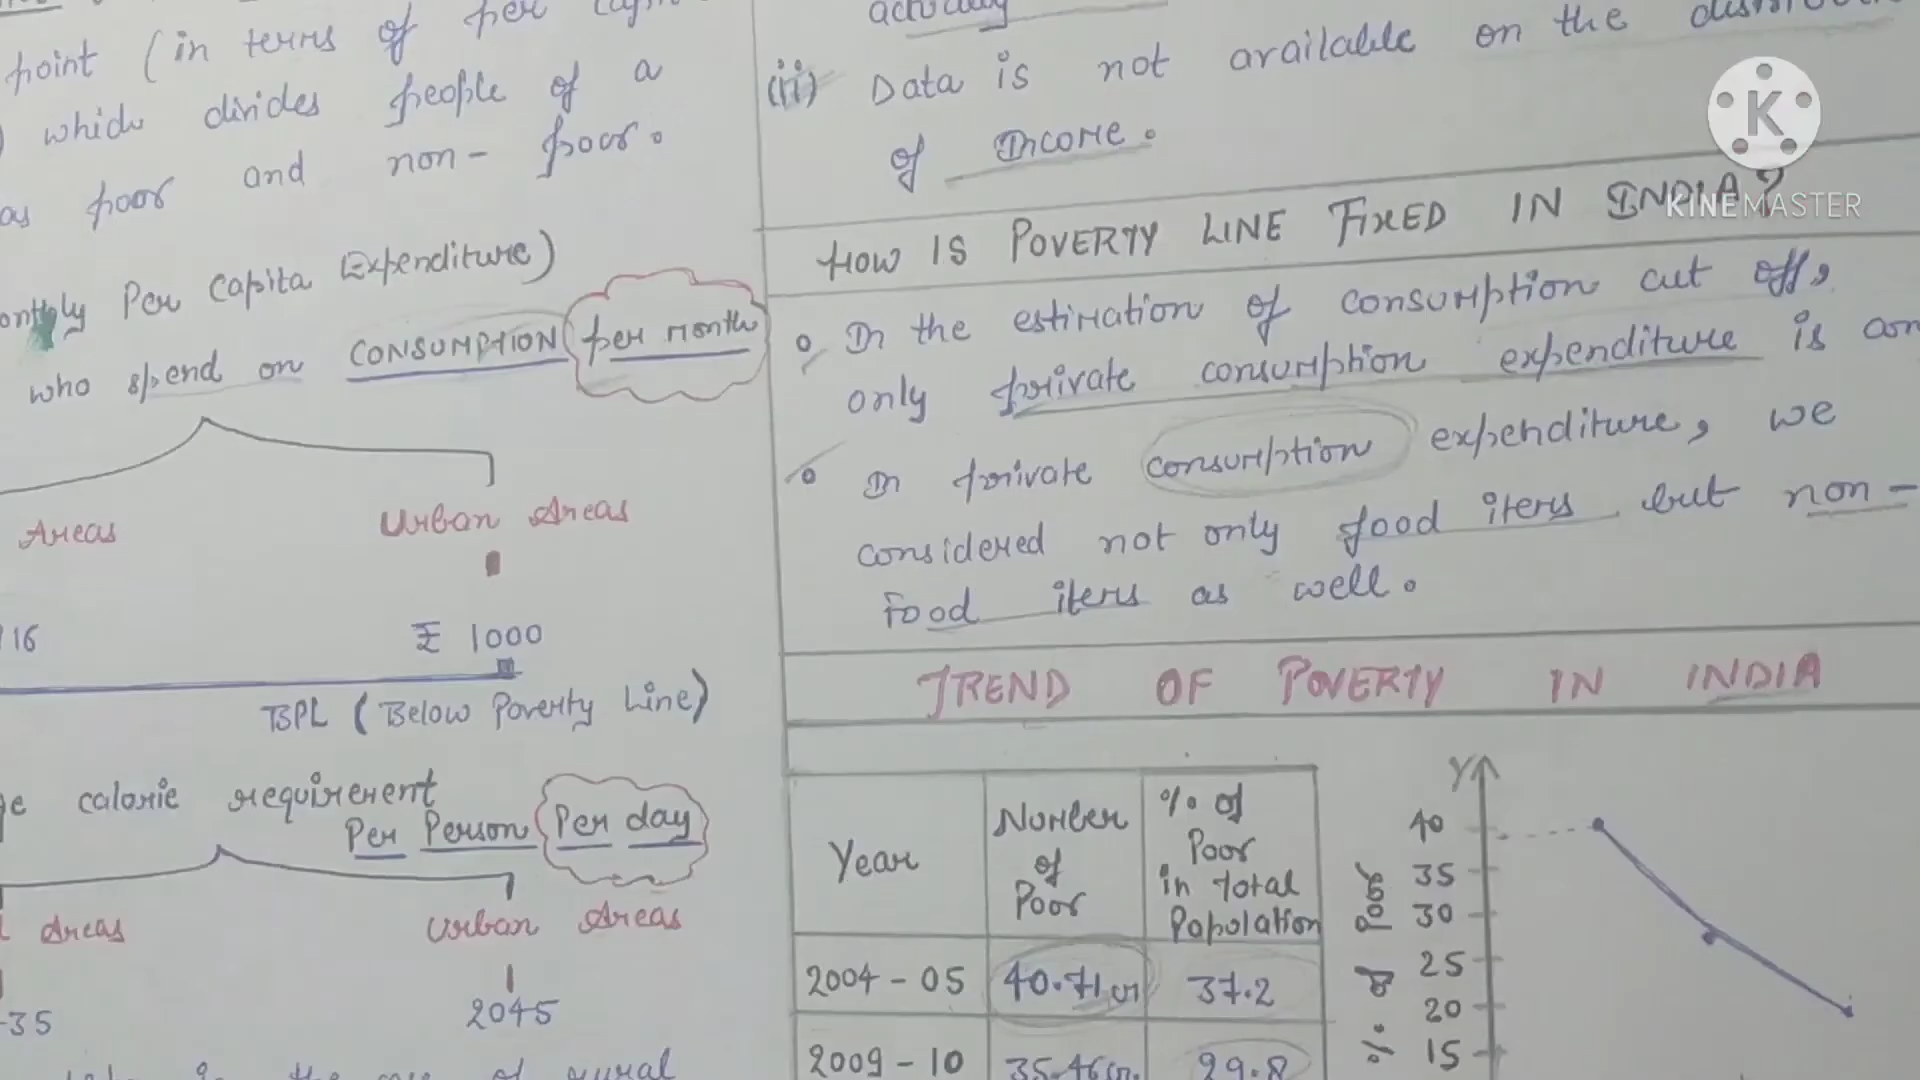 point (in terms of per
which divides people of a
as poor and non- poor.
Per Capita Expenditure)
who spend on CONSUMPTION per month
Areas Urban Areas
16 ₹ 1000
BPL (Below Poverty Line)
calorie requirement
Per Person Per day
Areas Urban Areas
35 2045
rural
(ii) Data is not available on the
of Income.
HOW IS POVERTY LINE FIXED IN INDIA?
In the estimation of consumption cut off,
only private consumption expenditure is
In private consumption expenditure, we
considered not only food items but non-
food items as well.
TREND OF POVERTY IN INDIA
Year Number of Poor % of Poor in total Population
2004-05 40.71 cr 37.2
2009-10 35.46 cr. 29.8
Y
% of Poor
40
35
30
25
20
15
K
KINEMASTER